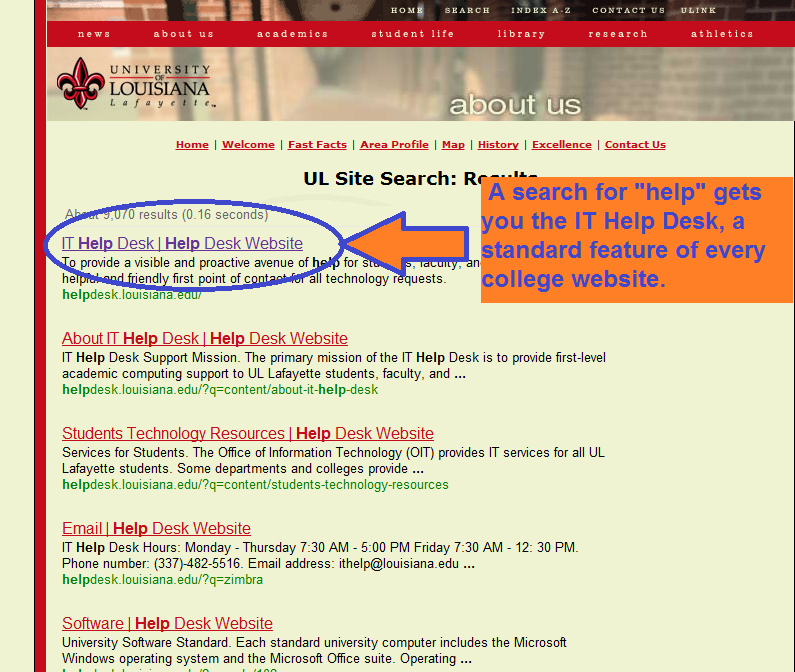 HOME SEARCH INDEX A-Z CONTACT US ULINK
news about us academics student life library research athletics
UNIVERSITY
OF
LOUISIANA
Lafayette
about us
Home | Welcome | Fast Facts | Area Profile | Map | History | Excellence | Contact Us
UL Site Search: Results
A search for "help" gets
you the IT Help Desk, a
standard feature of every
college website.
About 9,070 results (0.16 seconds)
IT Help Desk | Help Desk Website
To provide a visible and proactive avenue of help for students, faculty, and
helpful and friendly first point of contact for all technology requests.
helpdesk.louisiana.edu/
About IT Help Desk | Help Desk Website
IT Help Desk Support Mission. The primary mission of the IT Help Desk is to provide first-level
academic computing support to UL Lafayette students, faculty, and ...
helpdesk.louisiana.edu/?q=content/about-it-help-desk
Students Technology Resources | Help Desk Website
Services for Students. The Office of Information Technology (OIT) provides IT services for all UL
Lafayette students. Some departments and colleges provide ...
helpdesk.louisiana.edu/?q=content/students-technology-resources
Email | Help Desk Website
IT Help Desk Hours: Monday - Thursday 7:30 AM - 5:00 PM Friday 7:30 AM - 12: 30 PM.
Phone number: (337)-482-5516. Email address: ithelp@louisiana.edu ...
helpdesk.louisiana.edu/?q=zimbra
Software | Help Desk Website
University Software Standard. Each standard university computer includes the Microsoft
Windows operating system and the Microsoft Office suite. Operating ...